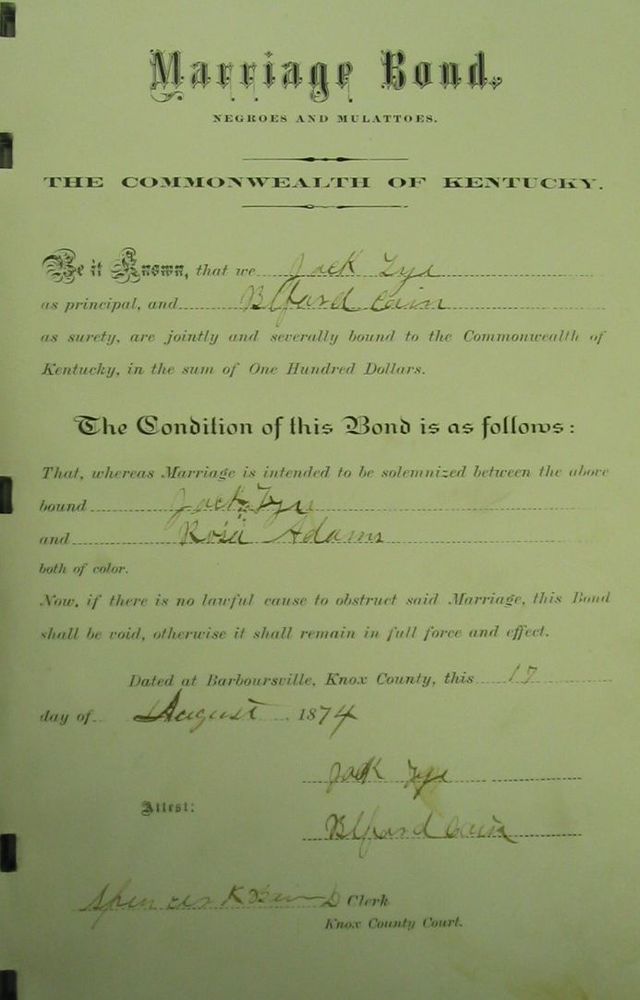 Marriage Bond.
NEGROES AND MULATTOES.
THE COMMONWEALTH OF KENTUCKY.
Be it Known, that we Jack Tye
as principal, and Blford Cain
as surety, are jointly and severally bound to the Commonwealth of
Kentucky, in the sum of One Hundred Dollars.
The Condition of this Bond is as follows:
That, whereas Marriage is intended to be solemnized between the above
bound Jack Tye
and Rosa Adams
both of color.
Now, if there is no lawful cause to obstruct said Marriage, this Bond
shall be void, otherwise it shall remain in full force and effect.
Dated at Barboursville, Knox County, this 17
day of August 1874
Jack Tye
Attest:
Blford Cain
Clerk
Knox County Court.